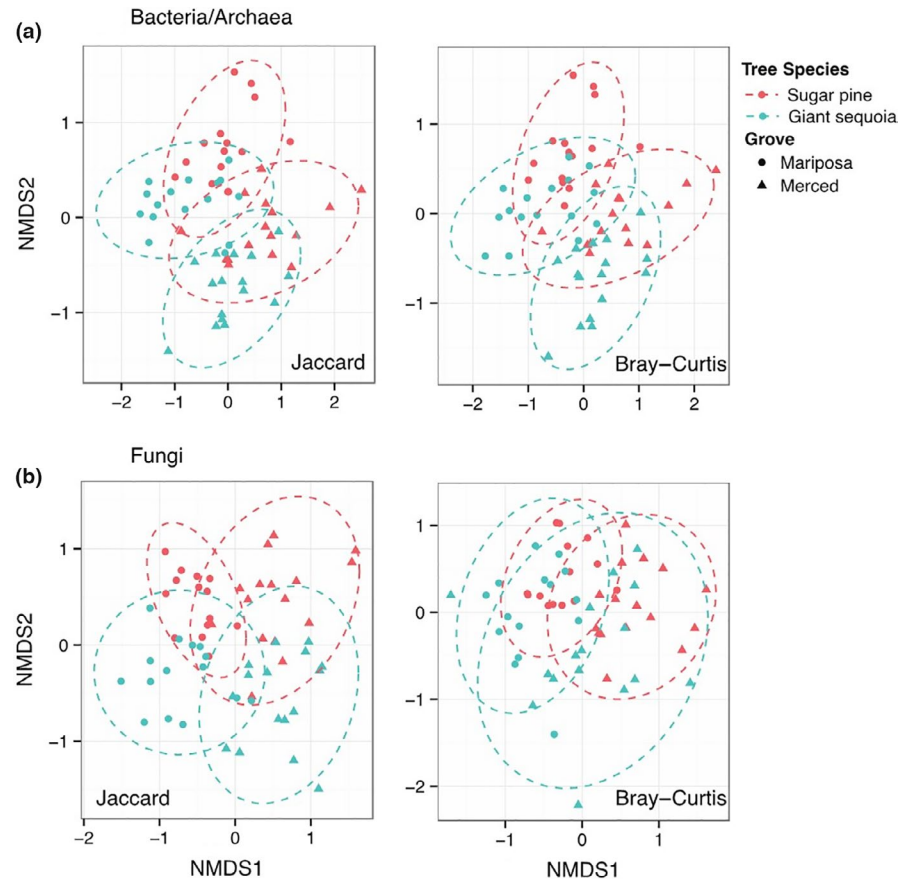 Bacteria/Archaea
(a)
NMDS2
1
0
−1
−2
−1
0
1
2
Jaccard
1
0
−1
−2
−1
0
1
2
Bray−Curtis
Tree Species
Sugar pine
Giant sequoia
Grove
Mariposa
Merced
Fungi
(b)
NMDS2
1
0
−1
−2
−1
0
1
Jaccard
NMDS1
1
0
−1
−2
−1
0
1
Bray−Curtis
NMDS1